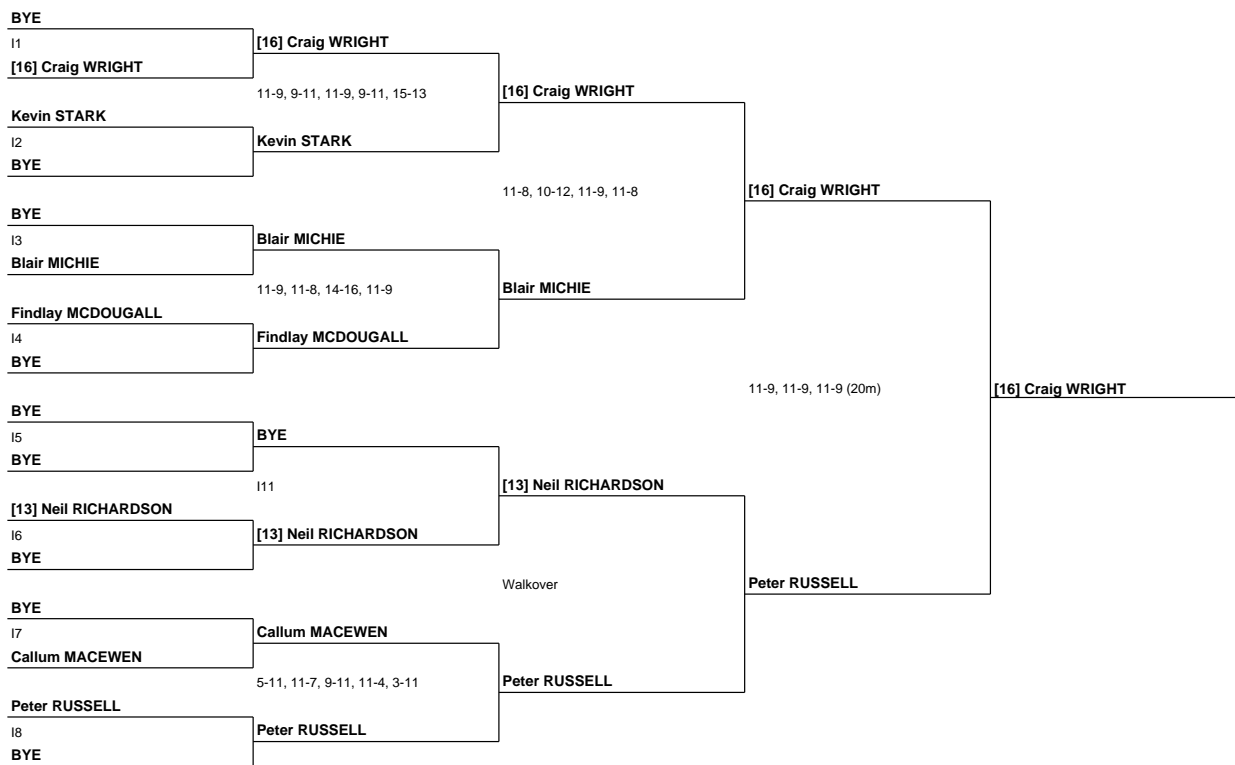 BYE
I1
[16] Craig WRIGHT
[16] Craig WRIGHT
11-9, 9-11, 11-9, 9-11, 15-13
[16] Craig WRIGHT
Kevin STARK
I2
Kevin STARK
BYE
11-8, 10-12, 11-9, 11-8
[16] Craig WRIGHT
BYE
I3
Blair MICHIE
Blair MICHIE
11-9, 11-8, 14-16, 11-9
Blair MICHIE
Findlay MCDOUGALL
I4
Findlay MCDOUGALL
BYE
11-9, 11-9, 11-9 (20m)
[16] Craig WRIGHT
BYE
I5
BYE
BYE
I11
[13] Neil RICHARDSON
[13] Neil RICHARDSON
I6
[13] Neil RICHARDSON
BYE
Walkover
Peter RUSSELL
BYE
I7
Callum MACEWEN
Callum MACEWEN
5-11, 11-7, 9-11, 11-4, 3-11
Peter RUSSELL
Peter RUSSELL
I8
Peter RUSSELL
BYE